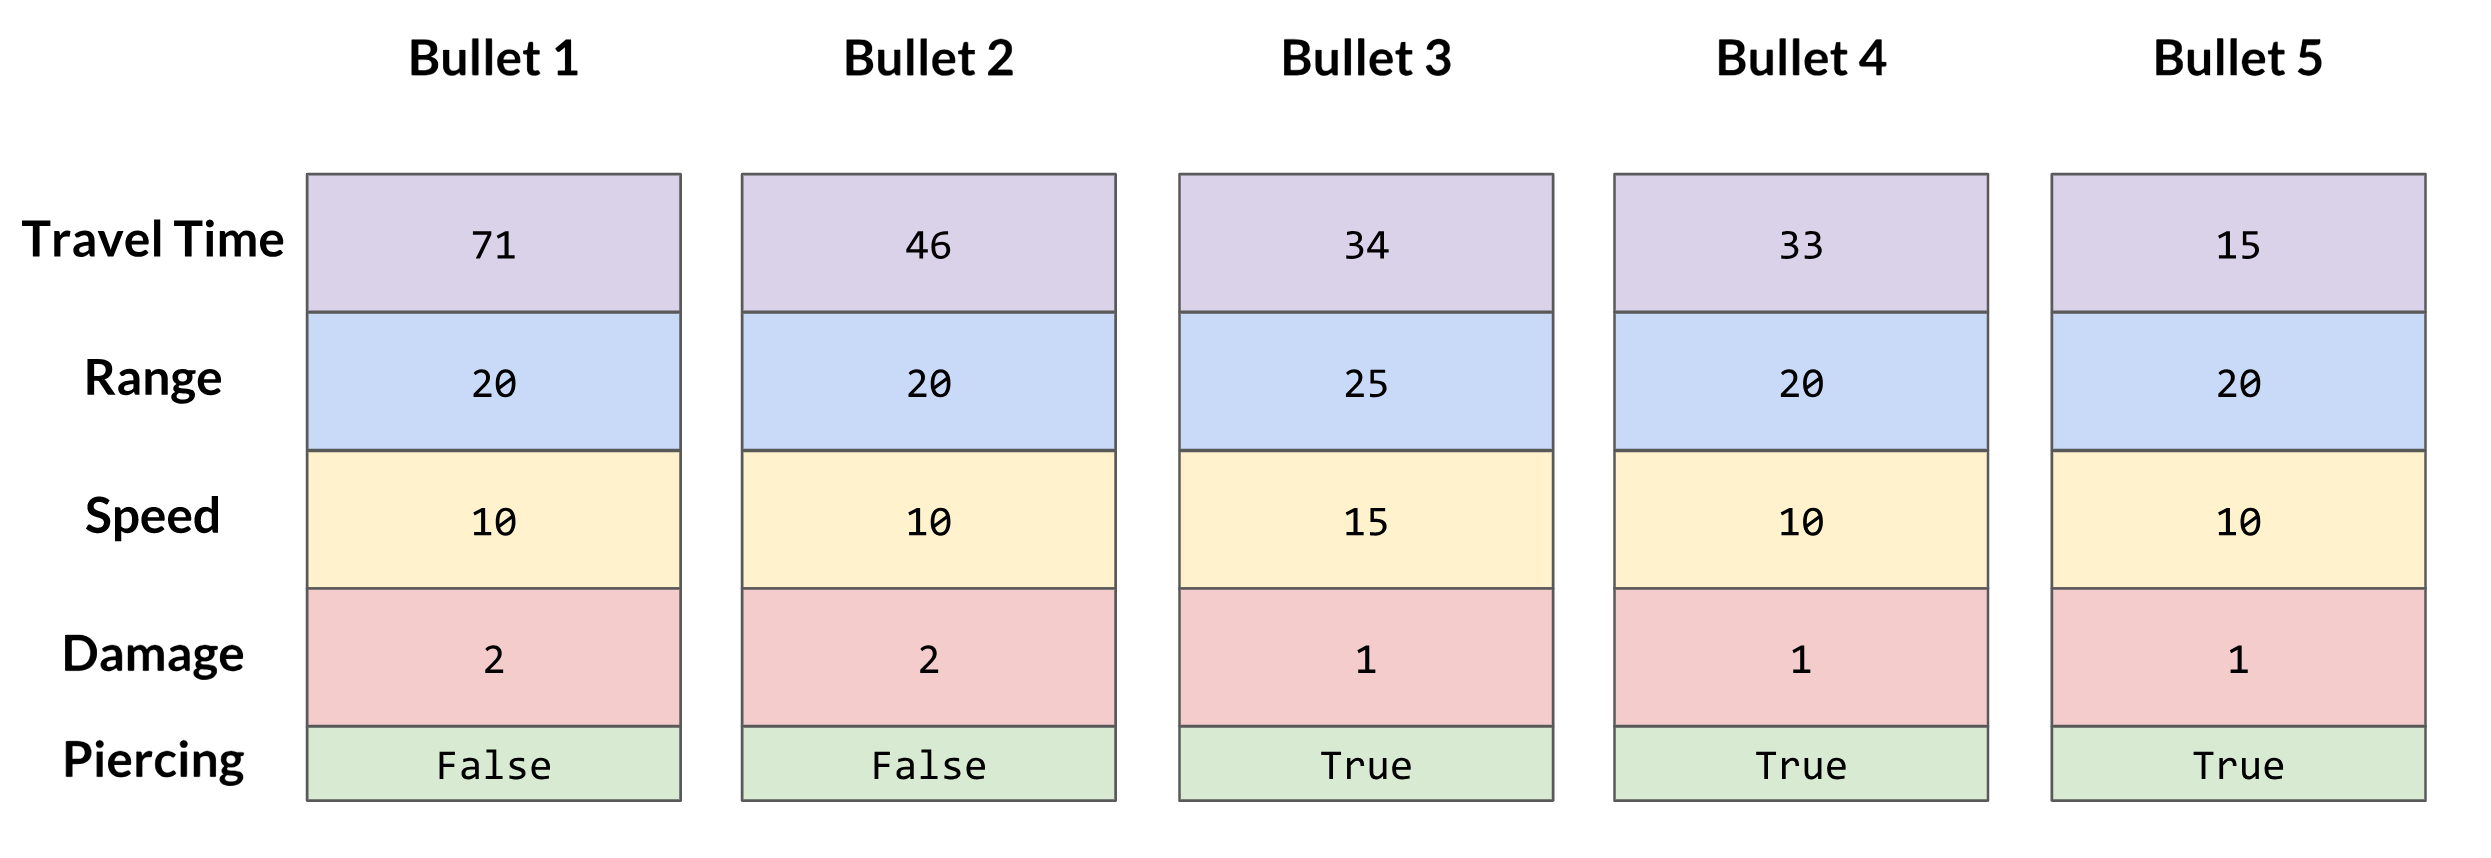 Bullet 1 Bullet 2 Bullet 3 Bullet 4 Bullet 5
Travel Time 71 46 34 33 15
Range 20 20 25 20 20
Speed 10 10 15 10 10
Damage 2 2 1 1 1
Piercing False False True True True